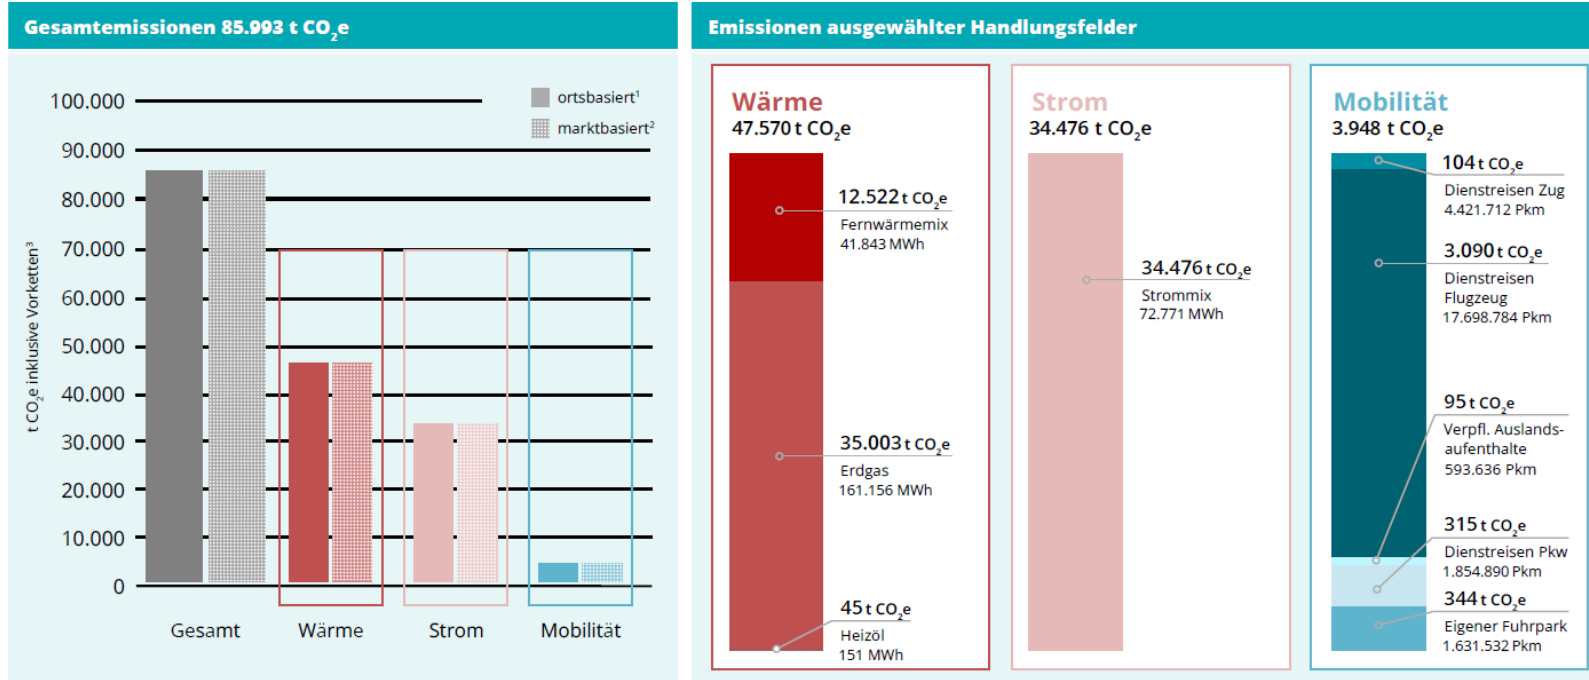 Gesamtemissionen 85.993 t CO₂e
ortsbasiert¹
marktbasiert²
t CO₂e inklusive Vorketten³
100.000
90.000
80.000
70.000
60.000
50.000
40.000
30.000
20.000
10.000
0
Gesamt
Wärme
Strom
Mobilität
Emissionen ausgewählter Handlungsfelder
Wärme
47.570 t CO₂e
12.522 t CO₂e
Fernwärmemix
41.843 MWh
35.003 t CO₂e
Erdgas
161.156 MWh
45 t CO₂e
Heizöl
151 MWh
Strom
34.476 t CO₂e
34.476 t CO₂e
Strommix
72.771 MWh
Mobilität
3.948 t CO₂e
104 t CO₂e
Dienstreisen Zug
4.421.712 Pkm
3.090 t CO₂e
Dienstreisen
Flugzeug
17.698.784 Pkm
95 t CO₂e
Verpfl. Auslands-
aufenthalte
593.636 Pkm
315 t CO₂e
Dienstreisen Pkw
1.854.890 Pkm
344 t CO₂e
Eigener Fuhrpark
1.631.532 Pkm